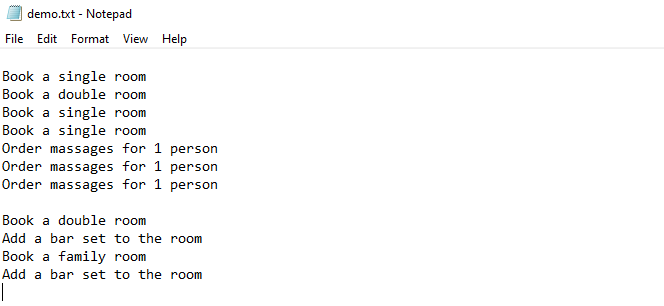 demo.txt - Notepad
File Edit Format View Help
Book a single room
Book a double room
Book a single room
Book a single room
Order massages for 1 person
Order massages for 1 person
Order massages for 1 person
Book a double room
Add a bar set to the room
Book a family room
Add a bar set to the room